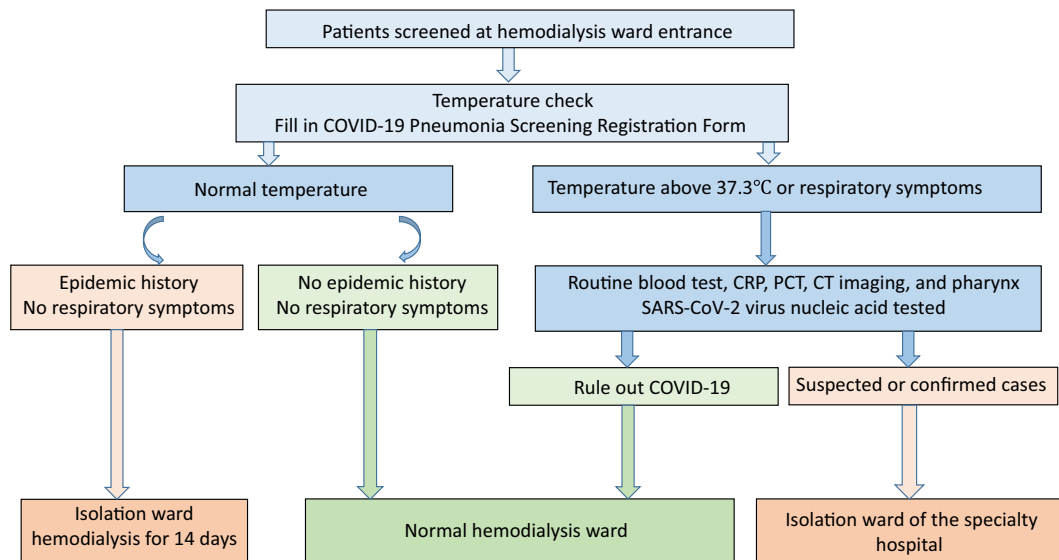 Patients screened at hemodialysis ward entrance
Temperature check
Fill in COVID-19 Pneumonia Screening Registration Form
Normal temperature
Temperature above 37.3℃ or respiratory symptoms
Epidemic history
No respiratory symptoms
No epidemic history
No respiratory symptoms
Routine blood test, CRP, PCT, CT imaging, and pharynx
SARS-CoV-2 virus nucleic acid tested
Rule out COVID-19
Suspected or confirmed cases
Isolation ward
hemodialysis for 14 days
Normal hemodialysis ward
Isolation ward of the specialty
hospital